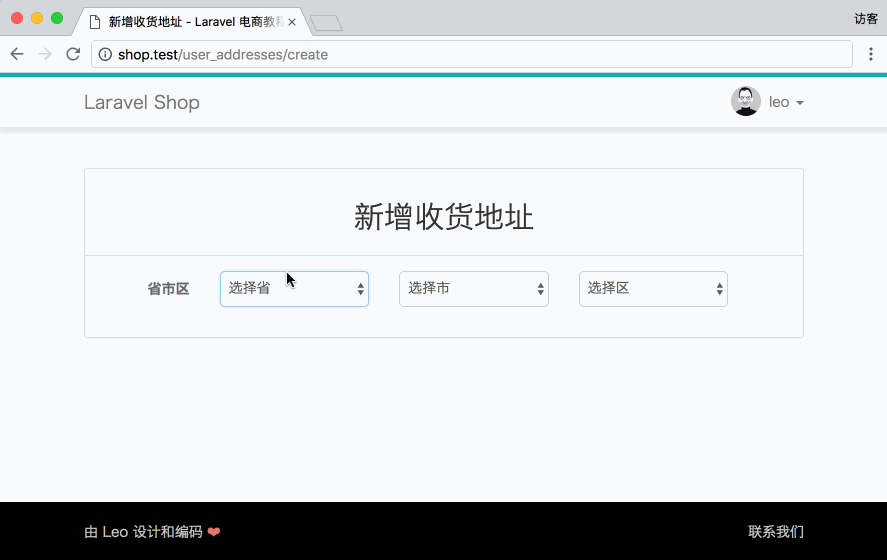 新增收货地址 - Laravel 电商教程
访客
shop.test/user_addresses/create
Laravel Shop
leo
新增收货地址
省市区 选择省 选择市 选择区
由 Leo 设计和编码 ❤
联系我们